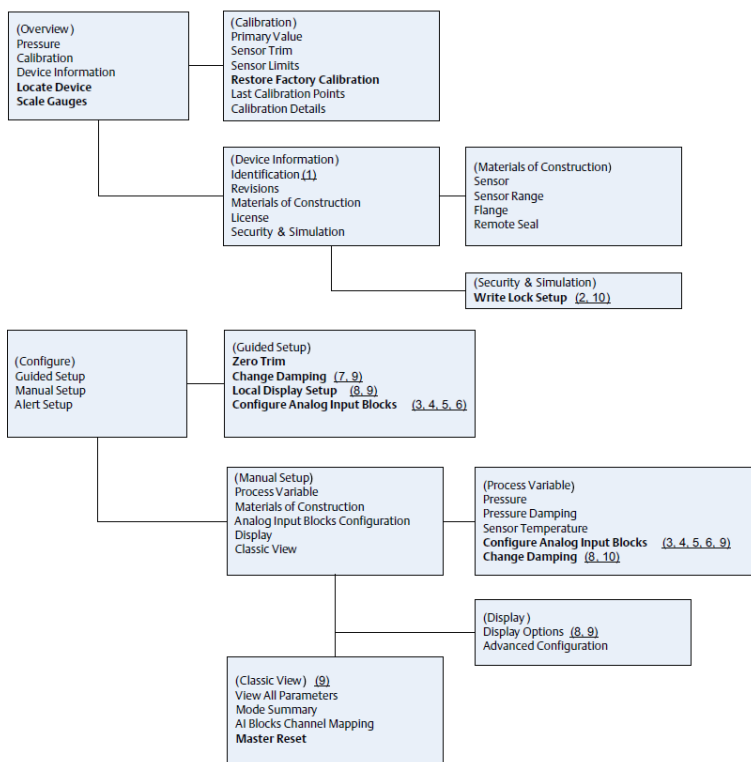 (Overview)
Pressure
Calibration
Device Information
Locate Device
Scale Gauges
(Calibration)
Primary Value
Sensor Trim
Sensor Limits
Restore Factory Calibration
Last Calibration Points
Calibration Details
(Device Information)
Identification (1)
Revisions
Materials of Construction
License
Security & Simulation
(Materials of Construction)
Sensor
Sensor Range
Flange
Remote Seal
(Security & Simulation)
Write Lock Setup (2, 10)
(Configure)
Guided Setup
Manual Setup
Alert Setup
(Guided Setup)
Zero Trim
Change Damping (7, 9)
Local Display Setup (8, 9)
Configure Analog Input Blocks (3, 4, 5, 6)
(Manual Setup)
Process Variable
Materials of Construction
Analog Input Blocks Configuration
Display
Classic View
(Process Variable)
Pressure
Pressure Damping
Sensor Temperature
Configure Analog Input Blocks (3, 4, 5, 6, 9)
Change Damping (8, 10)
(Display)
Display Options (8, 9)
Advanced Configuration
(Classic View) (9)
View All Parameters
Mode Summary
AI Blocks Channel Mapping
Master Reset